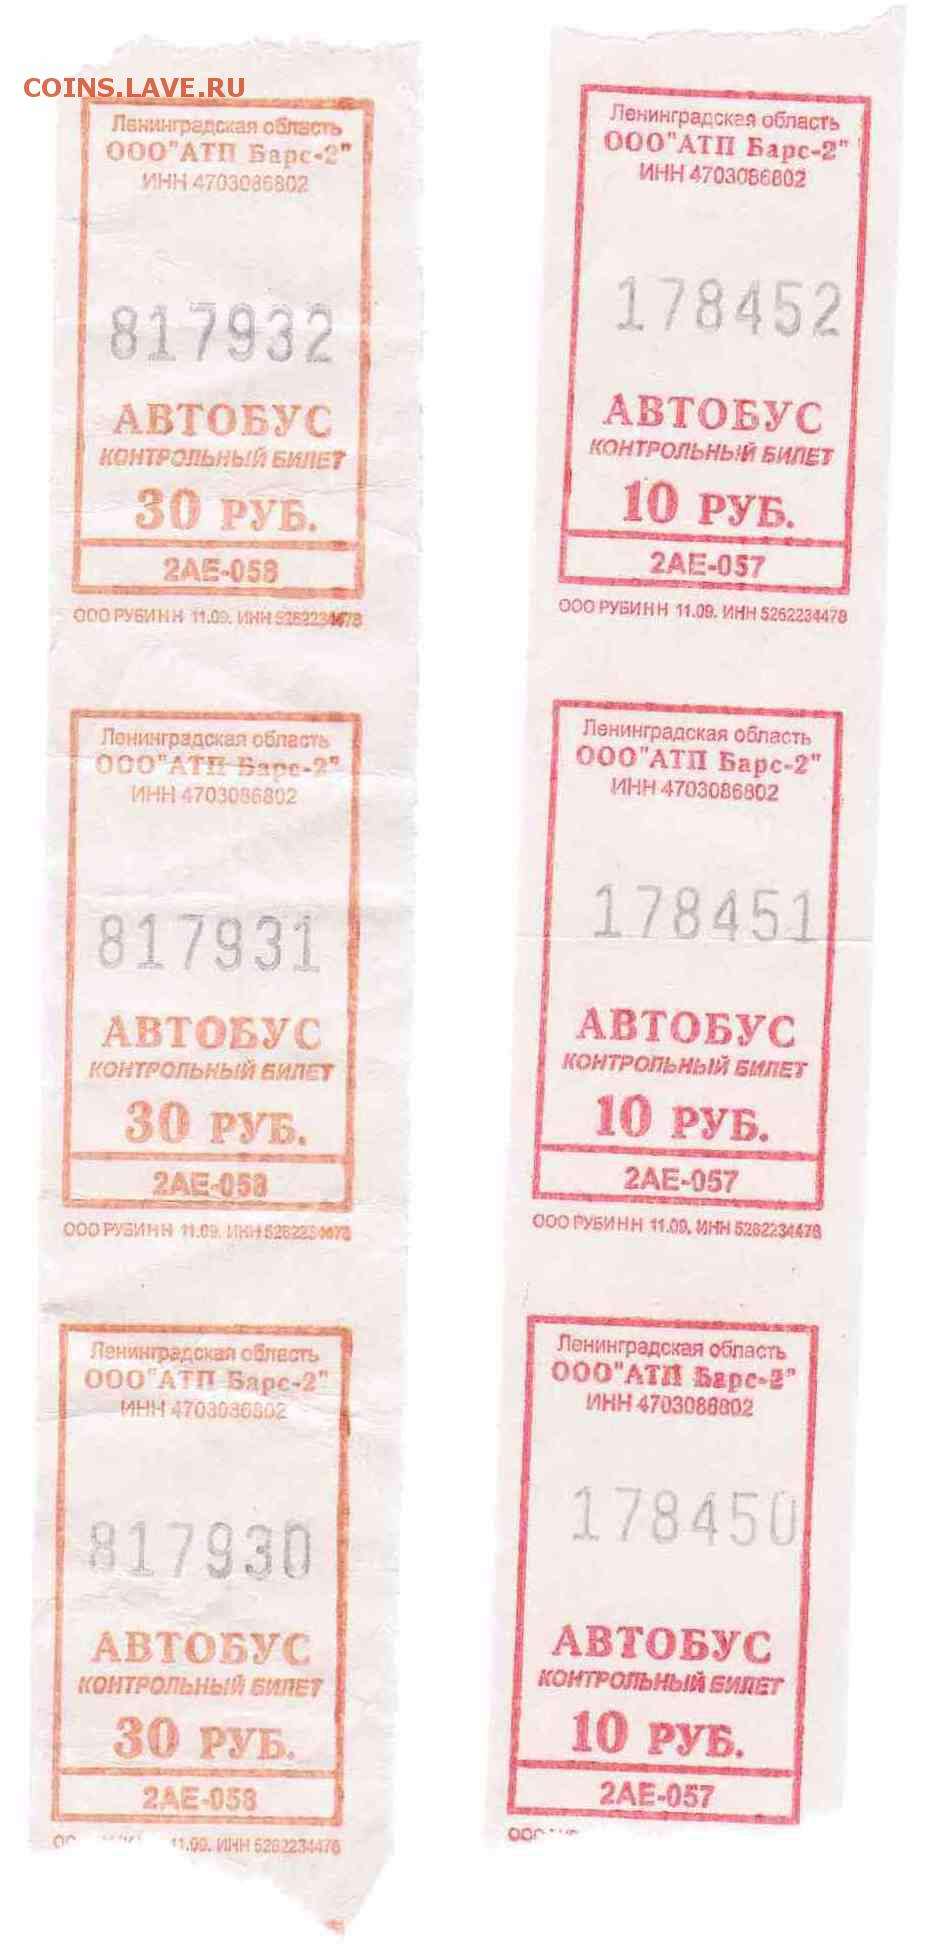 COINS.LAVE.RU
Ленинградская область
ООО"АТП Барс-2"
ИНН 4703086802
817932
АВТОБУС
КОНТРОЛЬНЫЙ БИЛЕТ
30 РУБ.
2АЕ-058
ООО РУБИНН 11.09. ИНН 5262234478
Ленинградская область
ООО"АТП Барс-2"
ИНН 4703086802
817931
АВТОБУС
КОНТРОЛЬНЫЙ БИЛЕТ
30 РУБ.
2АЕ-058
ООО РУБИНН 11.09. ИНН 5262234478
Ленинградская область
ООО"АТП Барс-2"
ИНН 4703086802
817930
АВТОБУС
КОНТРОЛЬНЫЙ БИЛЕТ
30 РУБ.
2АЕ-058
11.09. ИНН 5262234478
Ленинградская область
ООО"АТП Барс-2"
ИНН 4703086802
178452
АВТОБУС
КОНТРОЛЬНЫЙ БИЛЕТ
10 РУБ.
2АЕ-057
ООО РУБИНН 11.09. ИНН 5262234478
Ленинградская область
ООО"АТП Барс-2"
ИНН 4703086802
178451
АВТОБУС
КОНТРОЛЬНЫЙ БИЛЕТ
10 РУБ.
2АЕ-057
ООО РУБИНН 11.09. ИНН 5262234478
Ленинградская область
ООО"АТП Барс-2"
ИНН 4703086802
178450
АВТОБУС
КОНТРОЛЬНЫЙ БИЛЕТ
10 РУБ.
2АЕ-057